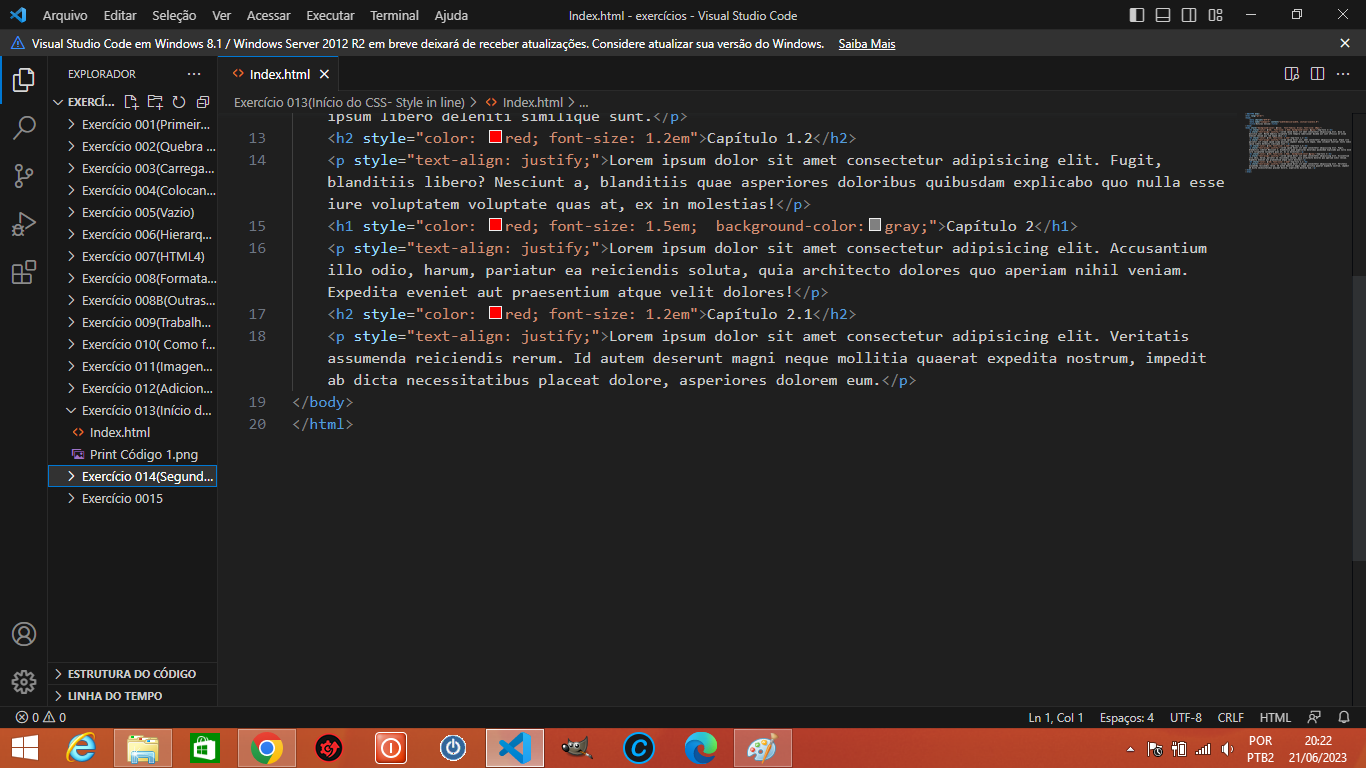 Arquivo Editar Seleção Ver Acessar Executar Terminal Ajuda Index.html - exercícios - Visual Studio Code
Visual Studio Code em Windows 8.1 / Windows Server 2012 R2 em breve deixará de receber atualizações. Considere atualizar sua versão do Windows. Saiba Mais
EXPLORADOR
Index.html
EXERCÍ...
Exercício 013(Início do CSS- Style in line) > <> Index.html > ...
Exercício 001(Primeir...
Exercício 002(Quebra
Exercício 003(Carrega...
Exercício 004(Colocan...
Exercício 005(Vazio)
Exercício 006(Hierarq...
Exercício 007(HTML4)
Exercício 008(Formata...
Exercício 008B(Outras...
Exercício 009(Trabalh...
Exercício 010( Como f...
Exercício 011(Imagen...
Exercício 012(Adicion...
Exercício 013(Início d...
Index.html
Print Código 1.png
Exercício 014(Segund...
Exercício 0015
ESTRUTURA DO CÓDIGO
LINHA DO TEMPO
ipsum libero deleniti similique sunt.</p>
13 <h2 style="color: red; font-size: 1.2em">Capítulo 1.2</h2>
14 <p style="text-align: justify;">Lorem ipsum dolor sit amet consectetur adipisicing elit. Fugit,
blanditiis libero? Nesciunt a, blanditiis quae asperiores doloribus quibusdam explicabo quo nulla esse
iure voluptatem voluptate quas at, ex in molestias!</p>
15 <h1 style="color: red; font-size: 1.5em;  background-color: gray;">Capítulo 2</h1>
16 <p style="text-align: justify;">Lorem ipsum dolor sit amet consectetur adipisicing elit. Accusantium
illo odio, harum, pariatur ea reiciendis soluta, quia architecto dolores quo aperiam nihil veniam.
Expedita eveniet aut praesentium atque velit dolores!</p>
17 <h2 style="color: red; font-size: 1.2em">Capítulo 2.1</h2>
18 <p style="text-align: justify;">Lorem ipsum dolor sit amet consectetur adipisicing elit. Veritatis
assumenda reiciendis rerum. Id autem deserunt magni neque mollitia quaerat expedita nostrum, impedit
ab dicta necessitatibus placeat dolore, asperiores dolorem eum.</p>
19 </body>
20 </html>
0 0 Ln 1, Col 1 Espaços: 4 UTF-8 CRLF HTML
POR 20:22
PTB2 21/06/2023